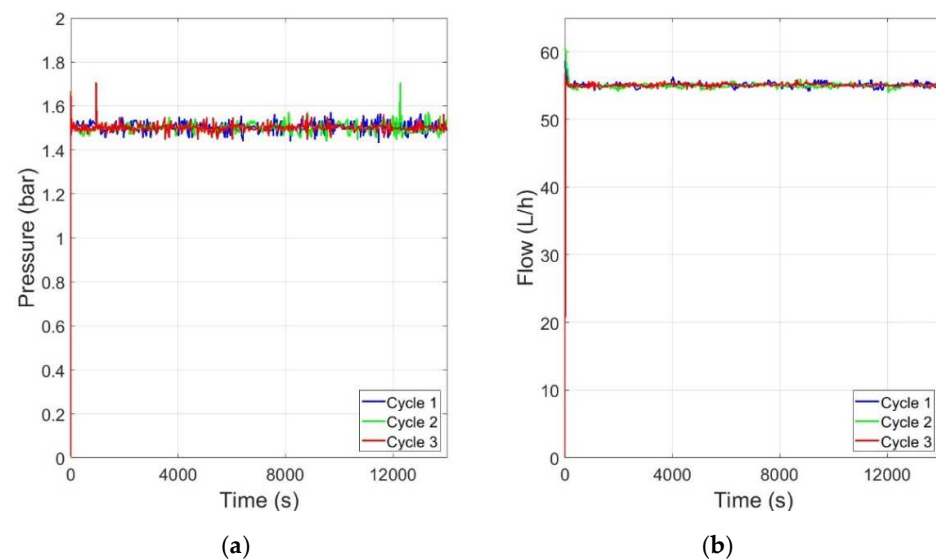 2
1.8
1.6
1.4
1.2
1
0.8
0.6
0.4
0.2
0
Pressure (bar)
0 4000 8000 12000
Time (s)
Cycle 1
Cycle 2
Cycle 3
(a)
60
50
40
30
20
10
0
Flow (L/h)
0 4000 8000 12000
Time (s)
Cycle 1
Cycle 2
Cycle 3
(b)